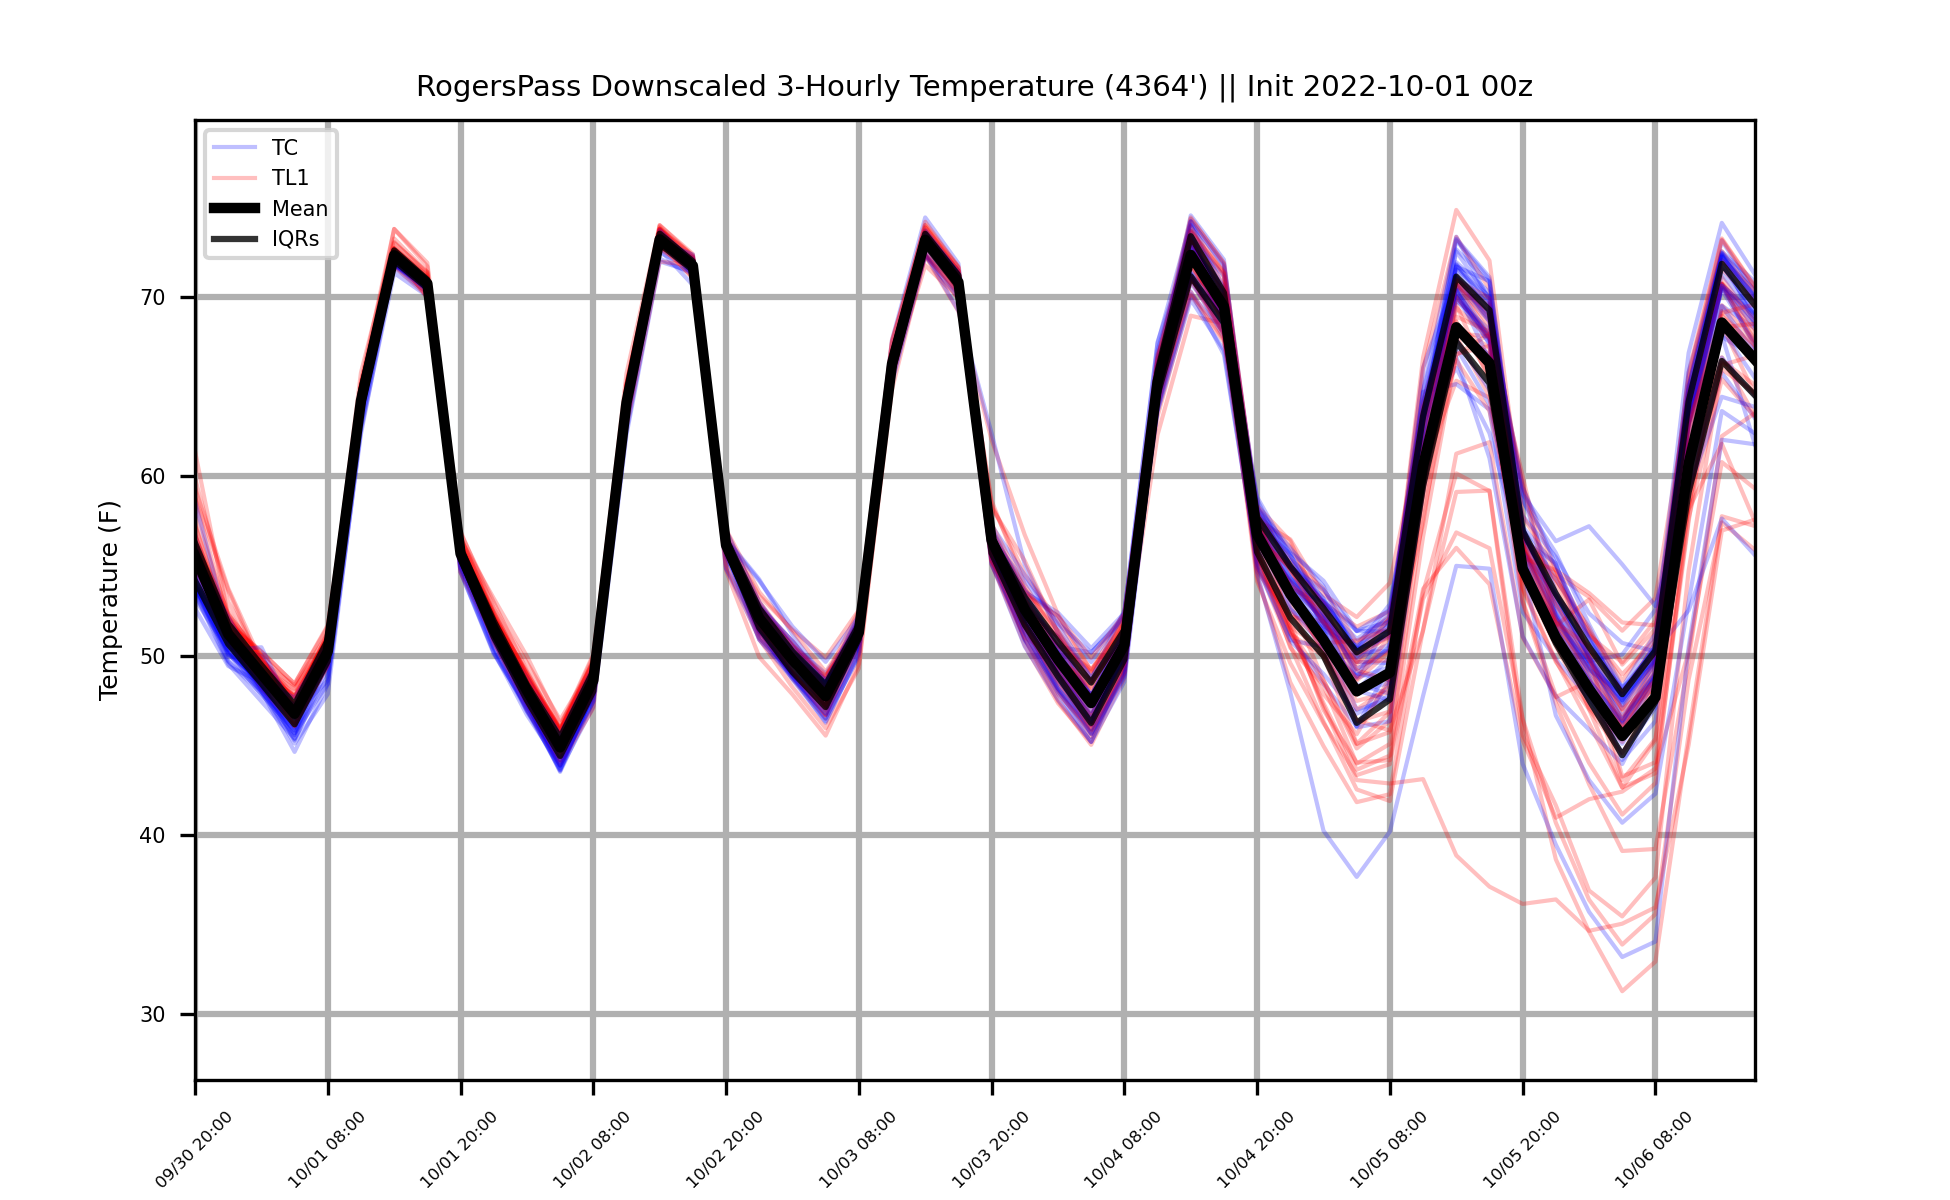 RogersPass Downscaled 3-Hourly Temperature (4364') || Init 2022-10-01 00z
TC
TL1
Mean
IQRs
Temperature (F)
70
60
50
40
30
09/30 20:00
10/01 08:00
10/01 20:00
10/02 08:00
10/02 20:00
10/03 08:00
10/03 20:00
10/04 08:00
10/04 20:00
10/05 08:00
10/05 20:00
10/06 08:00